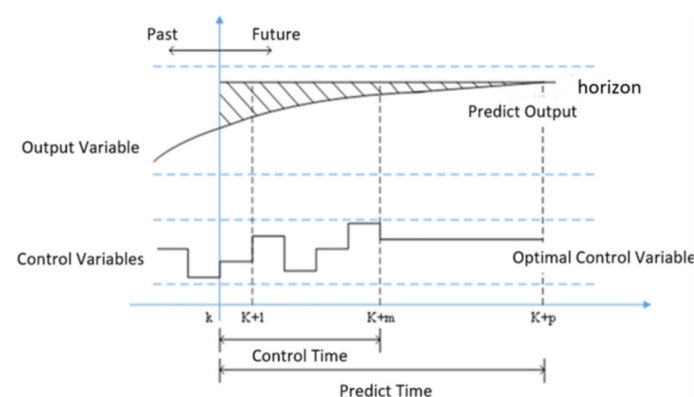 Past
Future
horizon
Predict Output
Output Variable
Control Variables
Optimal Control Variable
k
K+1
K+m
K+p
Control Time
Predict Time